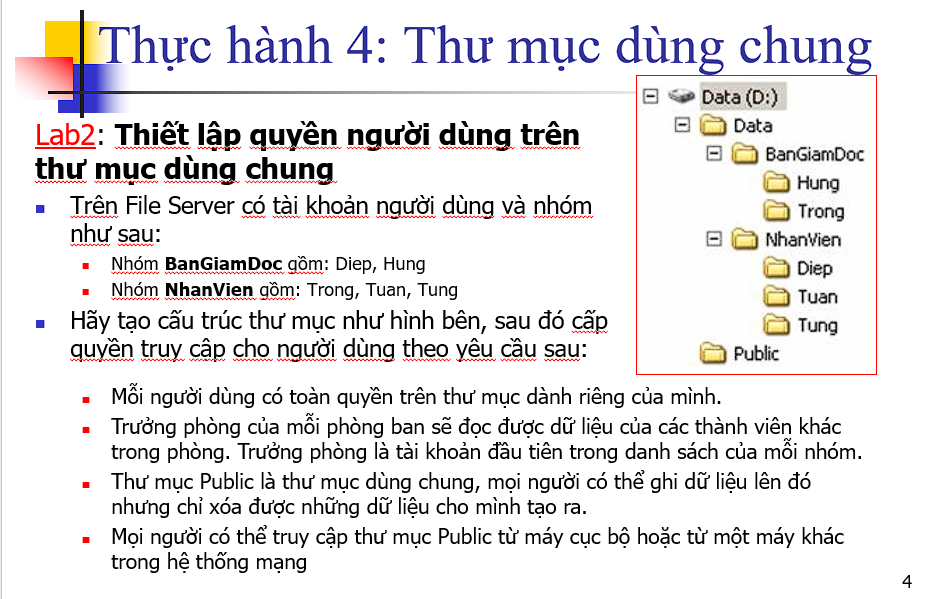 Thực hành 4: Thư mục dùng chung
Lab2: Thiết lập quyền người dùng trên
thư mục dùng chung
Trên File Server có tài khoản người dùng và nhóm
như sau:
Nhóm BanGiamDoc gồm: Diep, Hung
Nhóm NhanVien gồm: Trong, Tuan, Tung
Hãy tạo cấu trúc thư mục như hình bên, sau đó cấp
quyền truy câp cho người dùng theo yêu cầu sau:
Mỗi người dùng có toàn quyền trên thư mục dành riêng của mình.
Trưởng phòng của mỗi phòng ban sẽ đọc được dữ liệu của các thành viên khác
trong phòng. Trưởng phòng là tài khoản đầu tiên trong danh sách của mỗi nhóm.
Thư mục Public là thư mục dùng chung, mọi người có thể ghi dữ liệu lên đó
nhưng chỉ xóa được những dữ liệu cho mình tạo ra.
Mọi người có thể truy cập thư mục Public từ máy cục bộ hoặc từ một máy khác
trong hệ thống mạng
Data (D:)
Data
BanGiamDoc
Hung
Trong
NhanVien
Diep
Tuan
Tung
Public
4